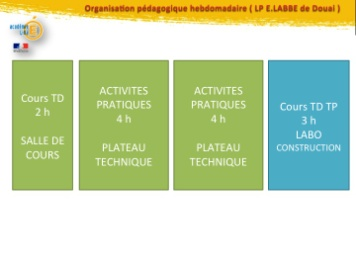 Organisation pédagogique hebdomadaire ( LP E.LABBE de Douai )
Cours TD
2 h
SALLE DE
COURS
ACTIVITES
PRATIQUES
4 h
PLATEAU
TECHNIQUE
ACTIVITES
PRATIQUES
4 h
PLATEAU
TECHNIQUE
Cours TD TP
3 h
LABO
CONSTRUCTION